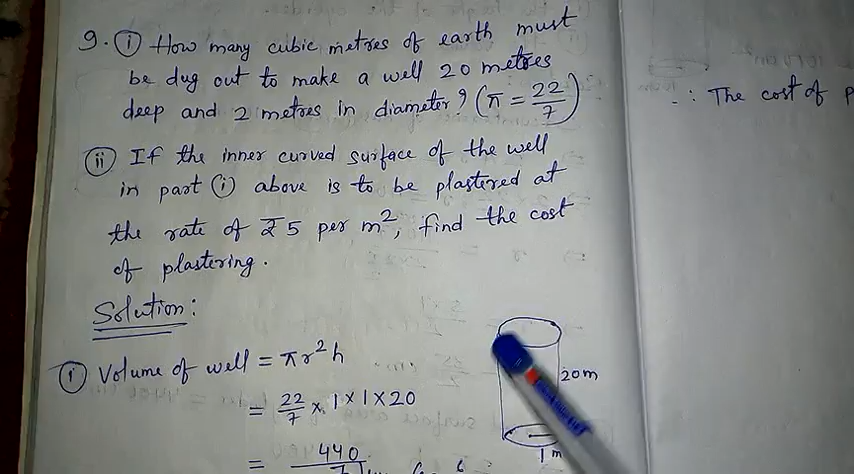 9. (i) How many cubic metres of earth must
be dug out to make a well 20 metres
deep and 2 metres in diameter? (π = 22/7)
(ii) If the inner curved surface of the well
in part (i) above is to be plastered at
the rate of ₹5 per m², find the cost
of plastering.
Solution:
(i) Volume of well = πr²h
= 22/7 × 1 × 1 × 20
= 440
20m
1m
∴ The cost of